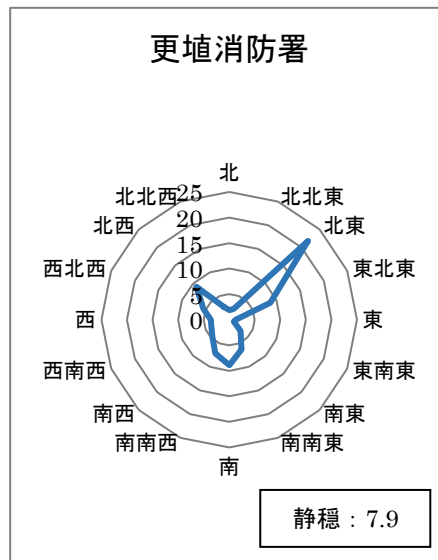 更埴消防署
北
北北西
25
北北東
北西
20
北東
15
西北西
10
東北東
5
西
0
東
西南西
東南東
南西
南東
南南西
南南東
南
静穏：7.9